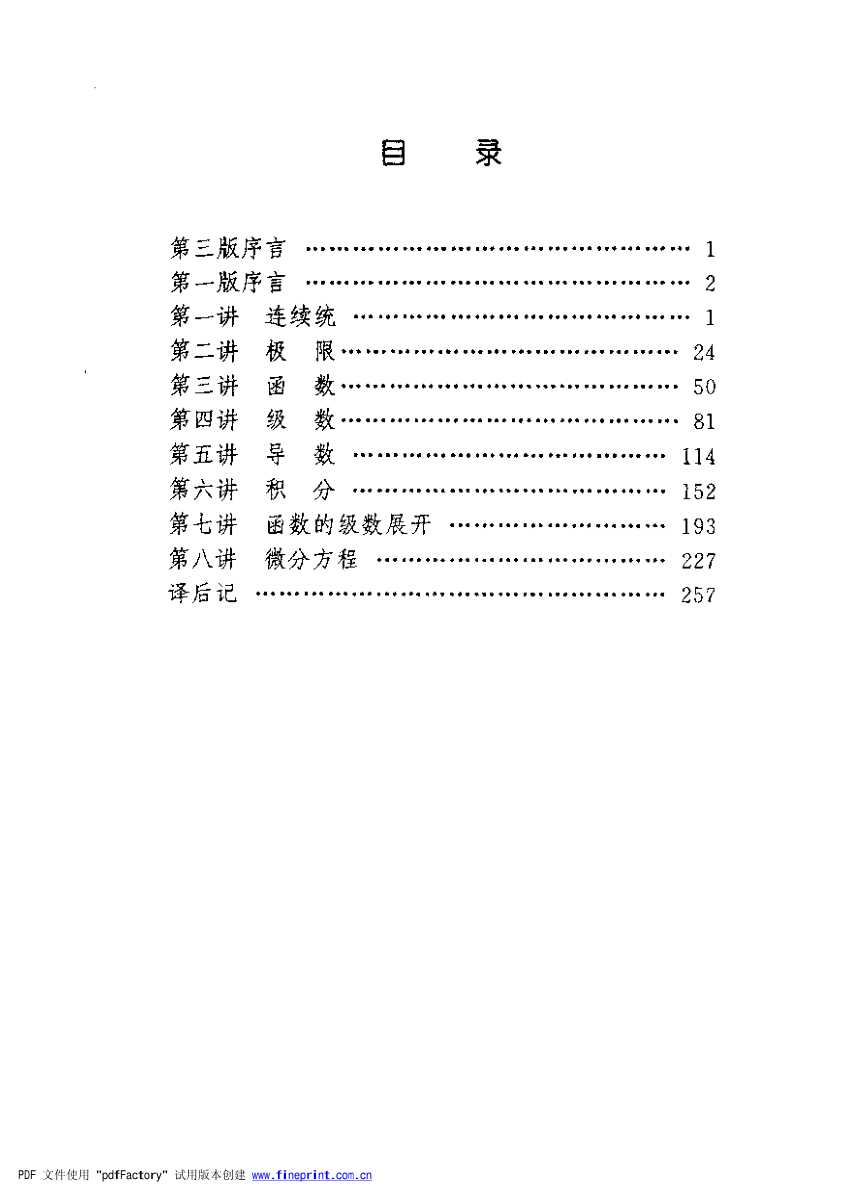 目 录
第三版序言 ………………………………………… 1
第一版序言 ………………………………………… 2
第一讲 连续统 …………………………………… 1
第二讲 极 限…………………………………… 24
第三讲 函 数…………………………………… 50
第四讲 级 数…………………………………… 81
第五讲 导 数 ………………………………… 114
第六讲 积 分 ………………………………… 152
第七讲 函数的级数展开 ……………………… 193
第八讲 微分方程 ……………………………… 227
译后记 …………………………………………… 257
PDF 文件使用 "pdfFactory" 试用版本创建 www.fineprint.com.cn